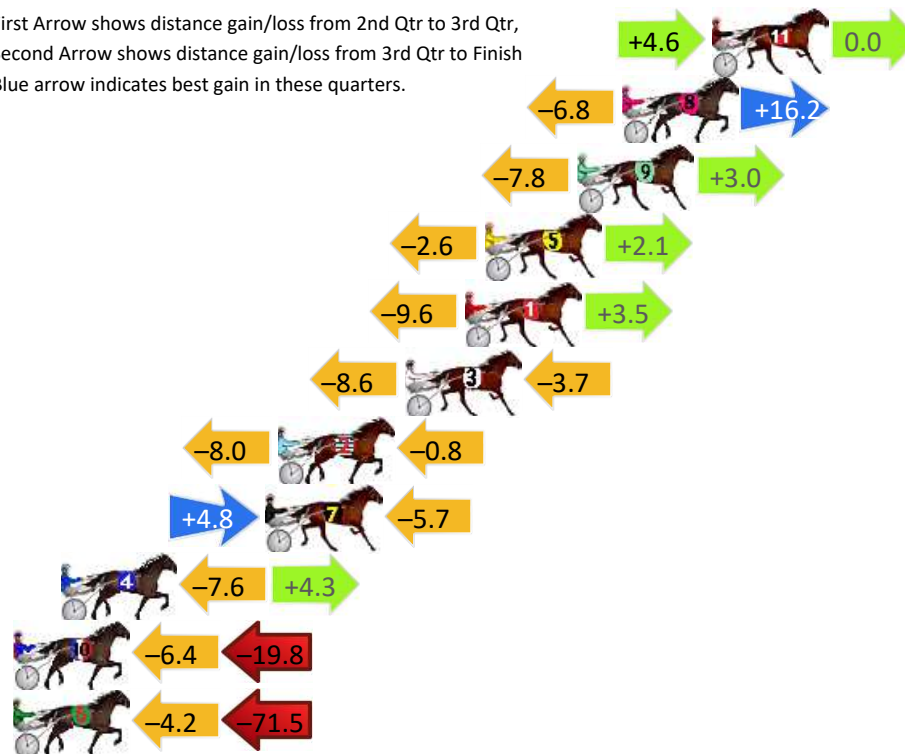 irst Arrow shows distance gain/loss from 2nd Qtr to 3rd Qtr,
Second Arrow shows distance gain/loss from 3rd Qtr to Finish
Blue arrow indicates best gain in these quarters.
+4.6 11 0.0
−6.8 8 +16.2
−7.8 9 +3.0
−2.6 5 +2.1
−9.6 1 +3.5
−8.6 3 −3.7
−8.0 2 −0.8
+4.8 7 −5.7
4 −7.6 +4.3
10 −6.4 −19.8
−4.2 −71.5